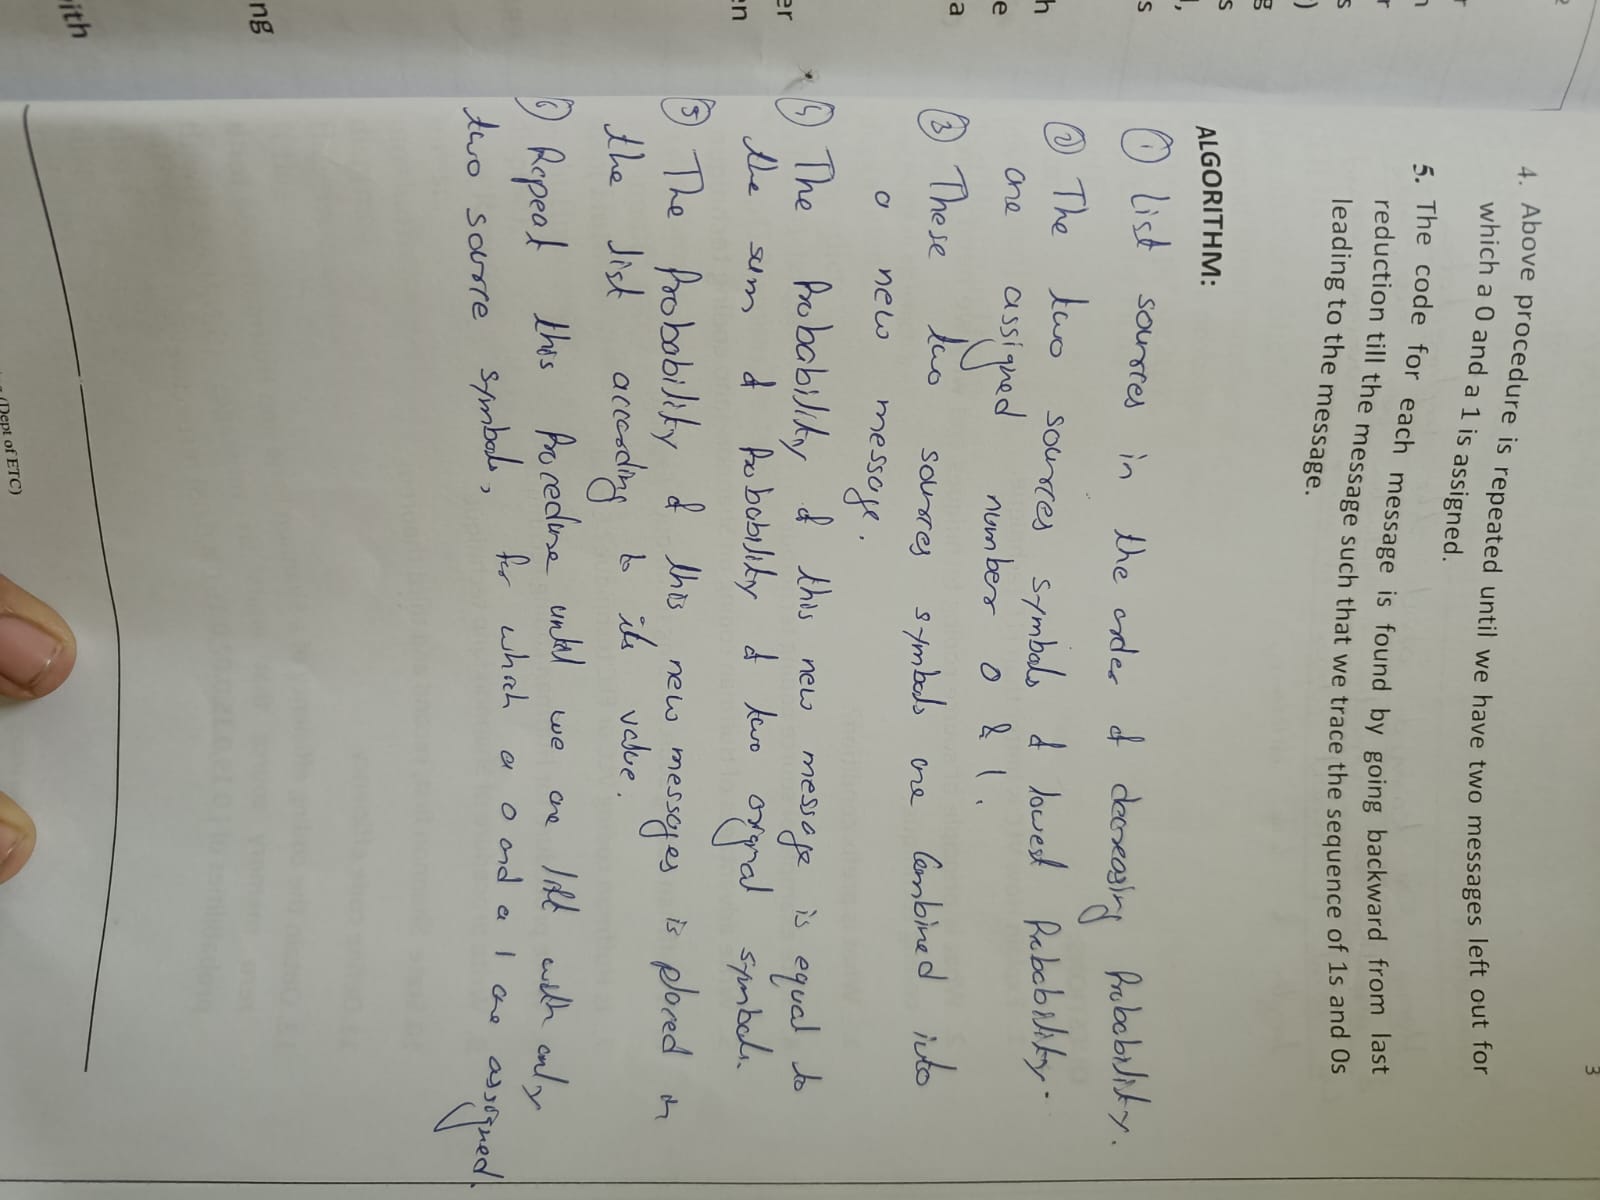 3
4. Above procedure is repeated until we have two messages left out for
which a 0 and a 1 is assigned.
5. The code for each message is found by going backward from last
reduction till the message such that we trace the sequence of 1s and 0s
leading to the message.
ALGORITHM:
① List sources in the order of decreasing Probability.
② The two sources symbols of lowest Probability.
are assigned number 0 & 1.
③ These two sources symbols are Combined into
a new message.
④ The Probability of this new message is equal to
the sum of Probability of two original symbols.
⑤ The Probability of this new messages is placed in
the list according to its value.
⑥ Repeat this Procedure until we are left with only
two source symbols, for which a 0 and a 1 are assigned.
(Dept of ETC)
er
en
ng
ith